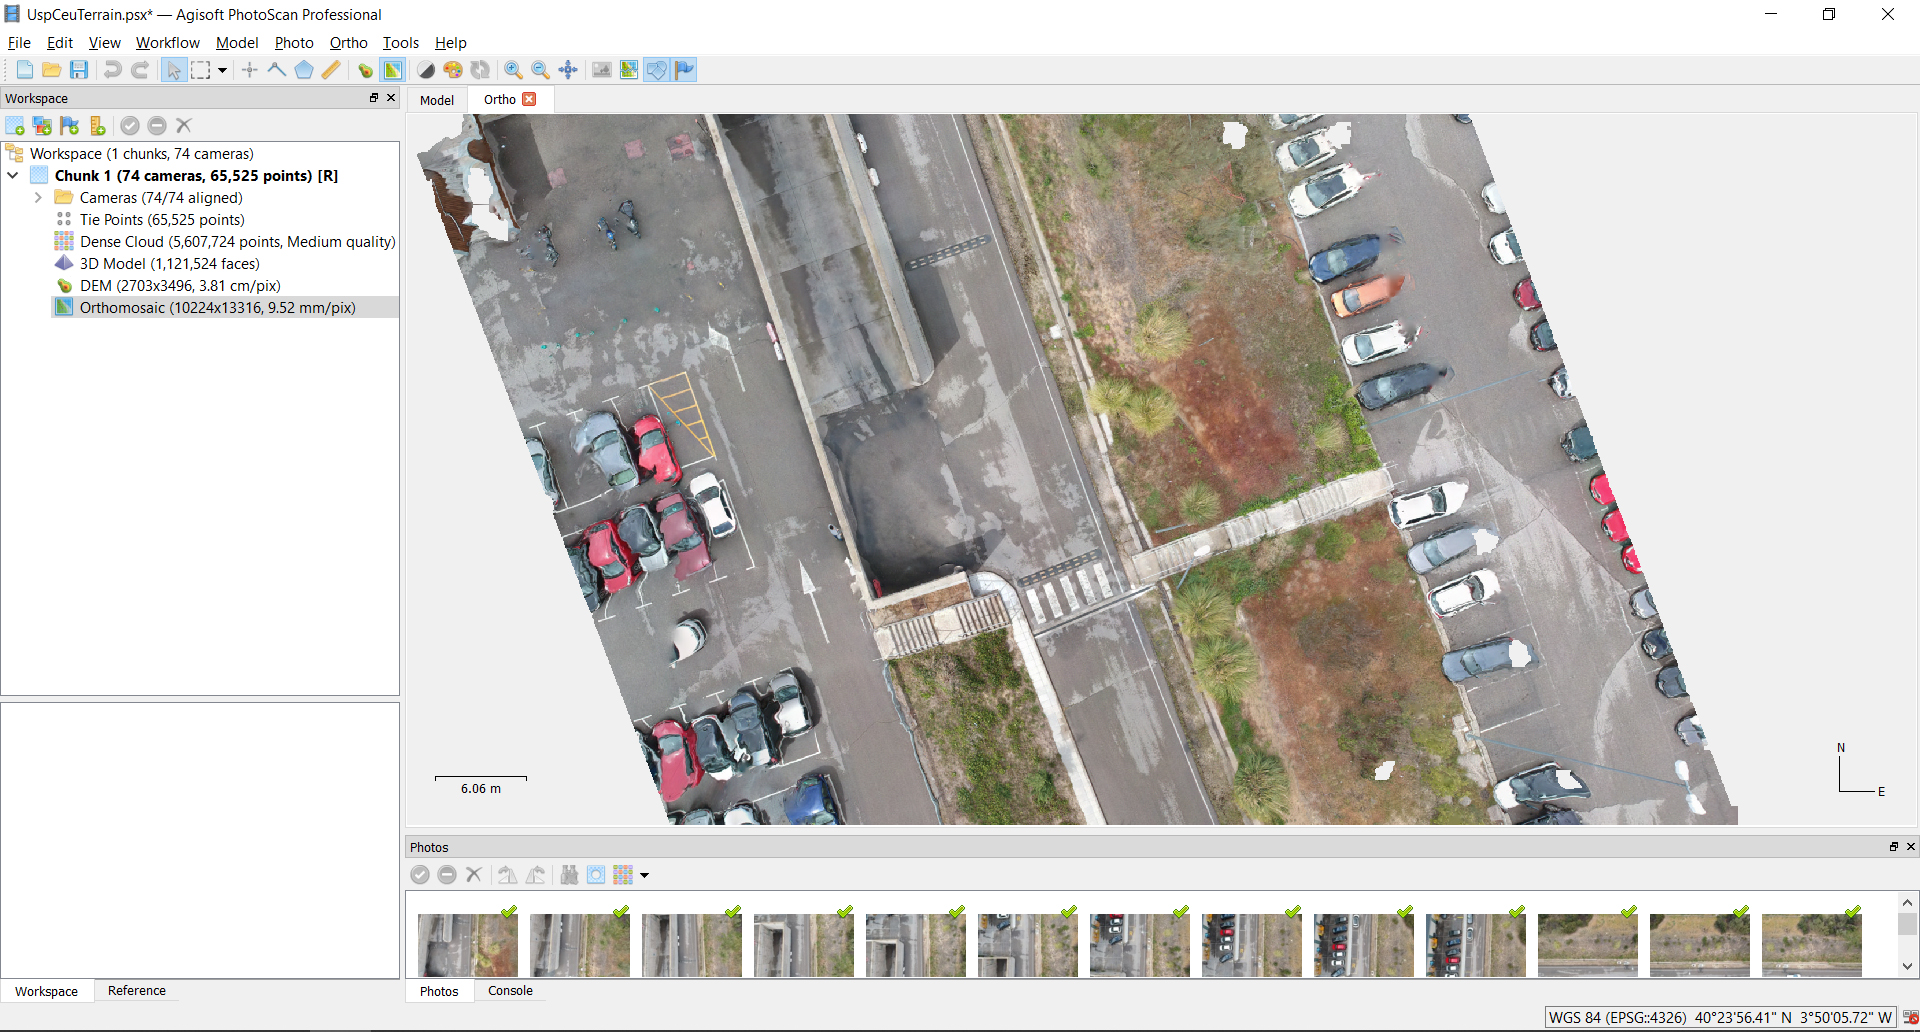 UspCeuTerrain.psx* — Agisoft PhotoScan Professional
File Edit View Workflow Model Photo Ortho Tools Help
Workspace
Model Ortho
Workspace (1 chunks, 74 cameras)
Chunk 1 (74 cameras, 65,525 points) [R]
Cameras (74/74 aligned)
Tie Points (65,525 points)
Dense Cloud (5,607,724 points, Medium quality)
3D Model (1,121,524 faces)
DEM (2703x3496, 3.81 cm/pix)
Orthomosaic (10224x13316, 9.52 mm/pix)
6.06 m
N
E
Photos
Workspace Reference
Photos Console
WGS 84 (EPSG::4326) 40°23'56.41" N 3°50'05.72" W